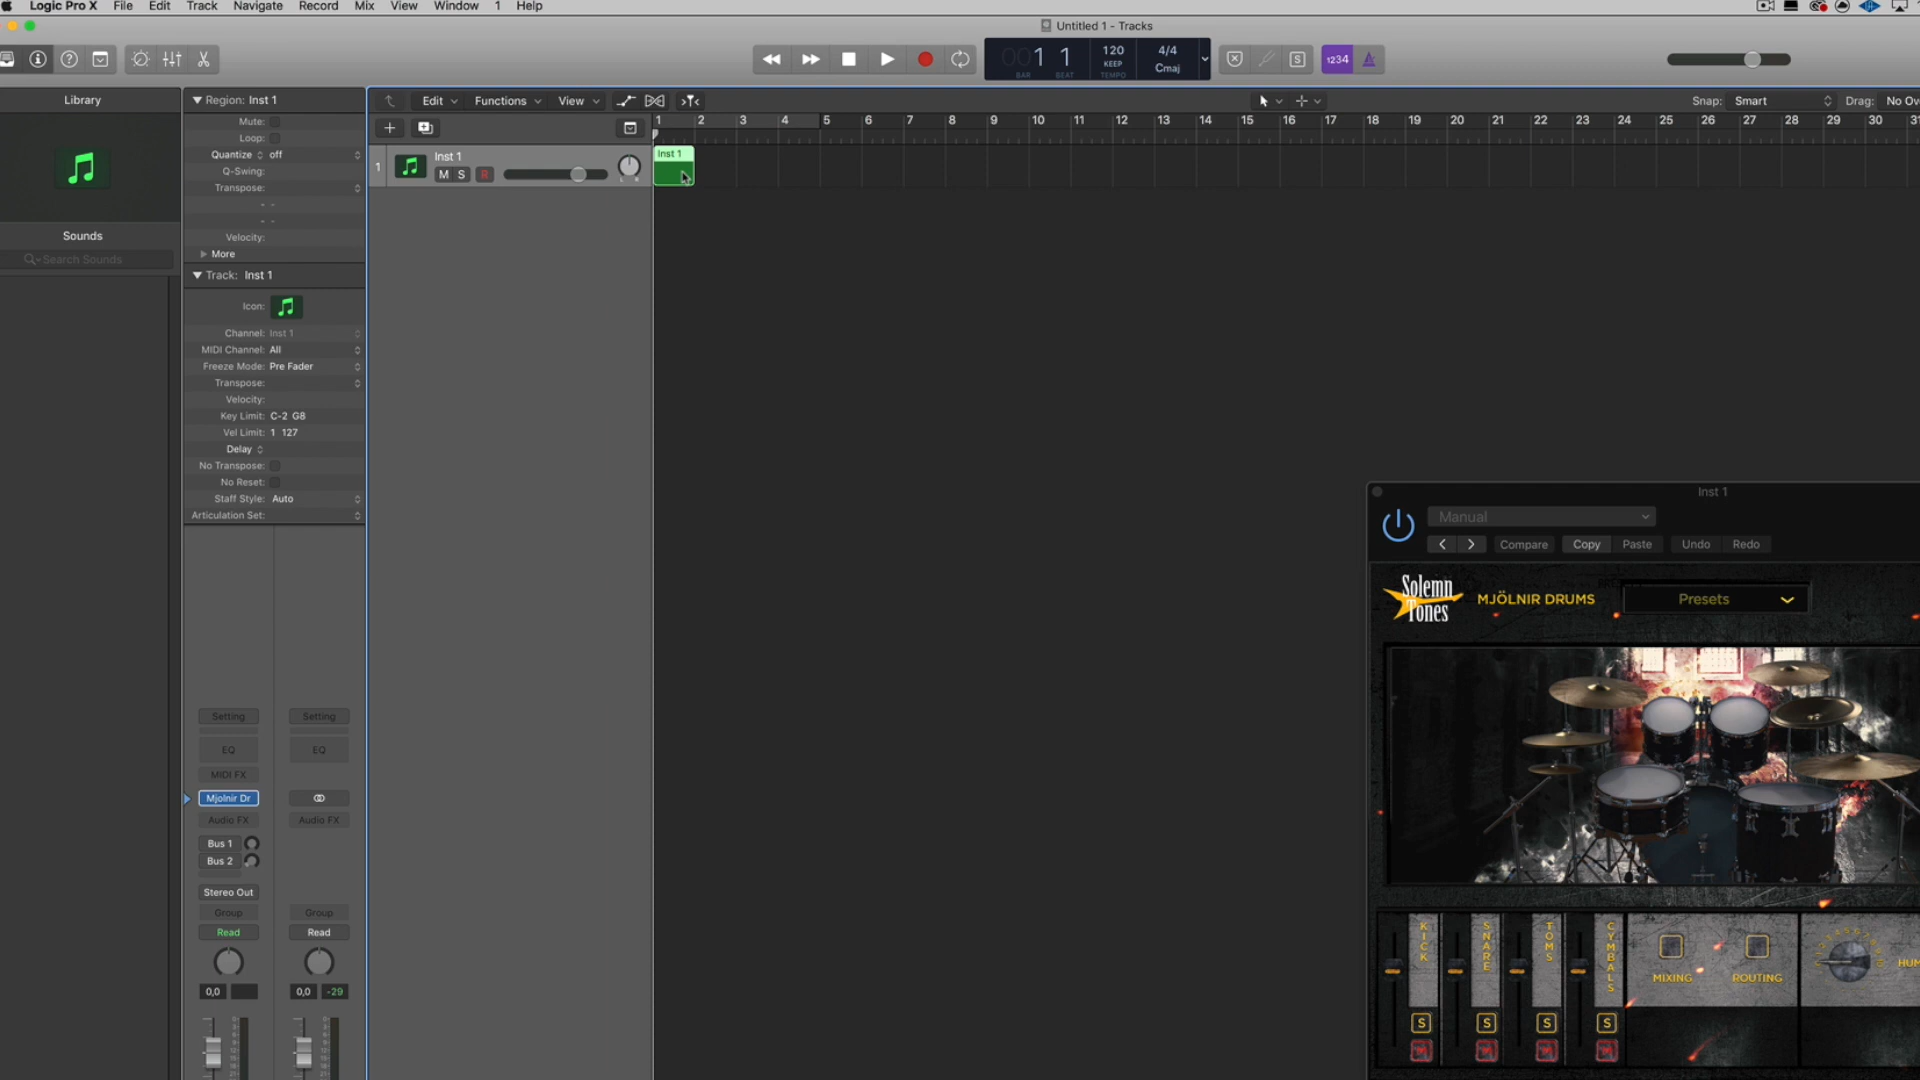 Logic Pro X File Edit Track Navigate Record Mix View Window 1 Help
Untitled 1 - Tracks
001 1 120 4/4
KEEP Cmaj
BAR BEAT TEMPO
S 1234
Library
Region: Inst 1
Edit Functions View
Snap: Smart Drag: No Ov
Mute:
Loop:
Quantize off
Q-Swing:
Transpose:
- -
- -
Velocity:
More
1 2 3 4 5 6 7 8 9 10 11 12 13 14 15 16 17 18 19 20 21 22 23 24 25 26 27 28 29 30 31
1 Inst 1
M S R
Inst 1
Sounds
Search Sounds
Track: Inst 1
Icon:
Channel: Inst 1
MIDI Channel: All
Freeze Mode: Pre Fader
Transpose:
Velocity:
Key Limit: C-2 G8
Vel Limit: 1 127
Delay
No Transpose:
No Reset:
Staff Style: Auto
Articulation Set:
Setting Setting
EQ EQ
MIDI FX
Mjolnir Dr
Audio FX Audio FX
Bus 1
Bus 2
Stereo Out
Group Group
Read Read
0,0 0,0 -29
Inst 1
Manual
Compare Copy Paste Undo Redo
Solemn
Tones
MJÖLNIR DRUMS
Presets
KICK
SNARE
TOMS
CYMBALS
MIXING ROUTING HUM
S S S S
M M M M